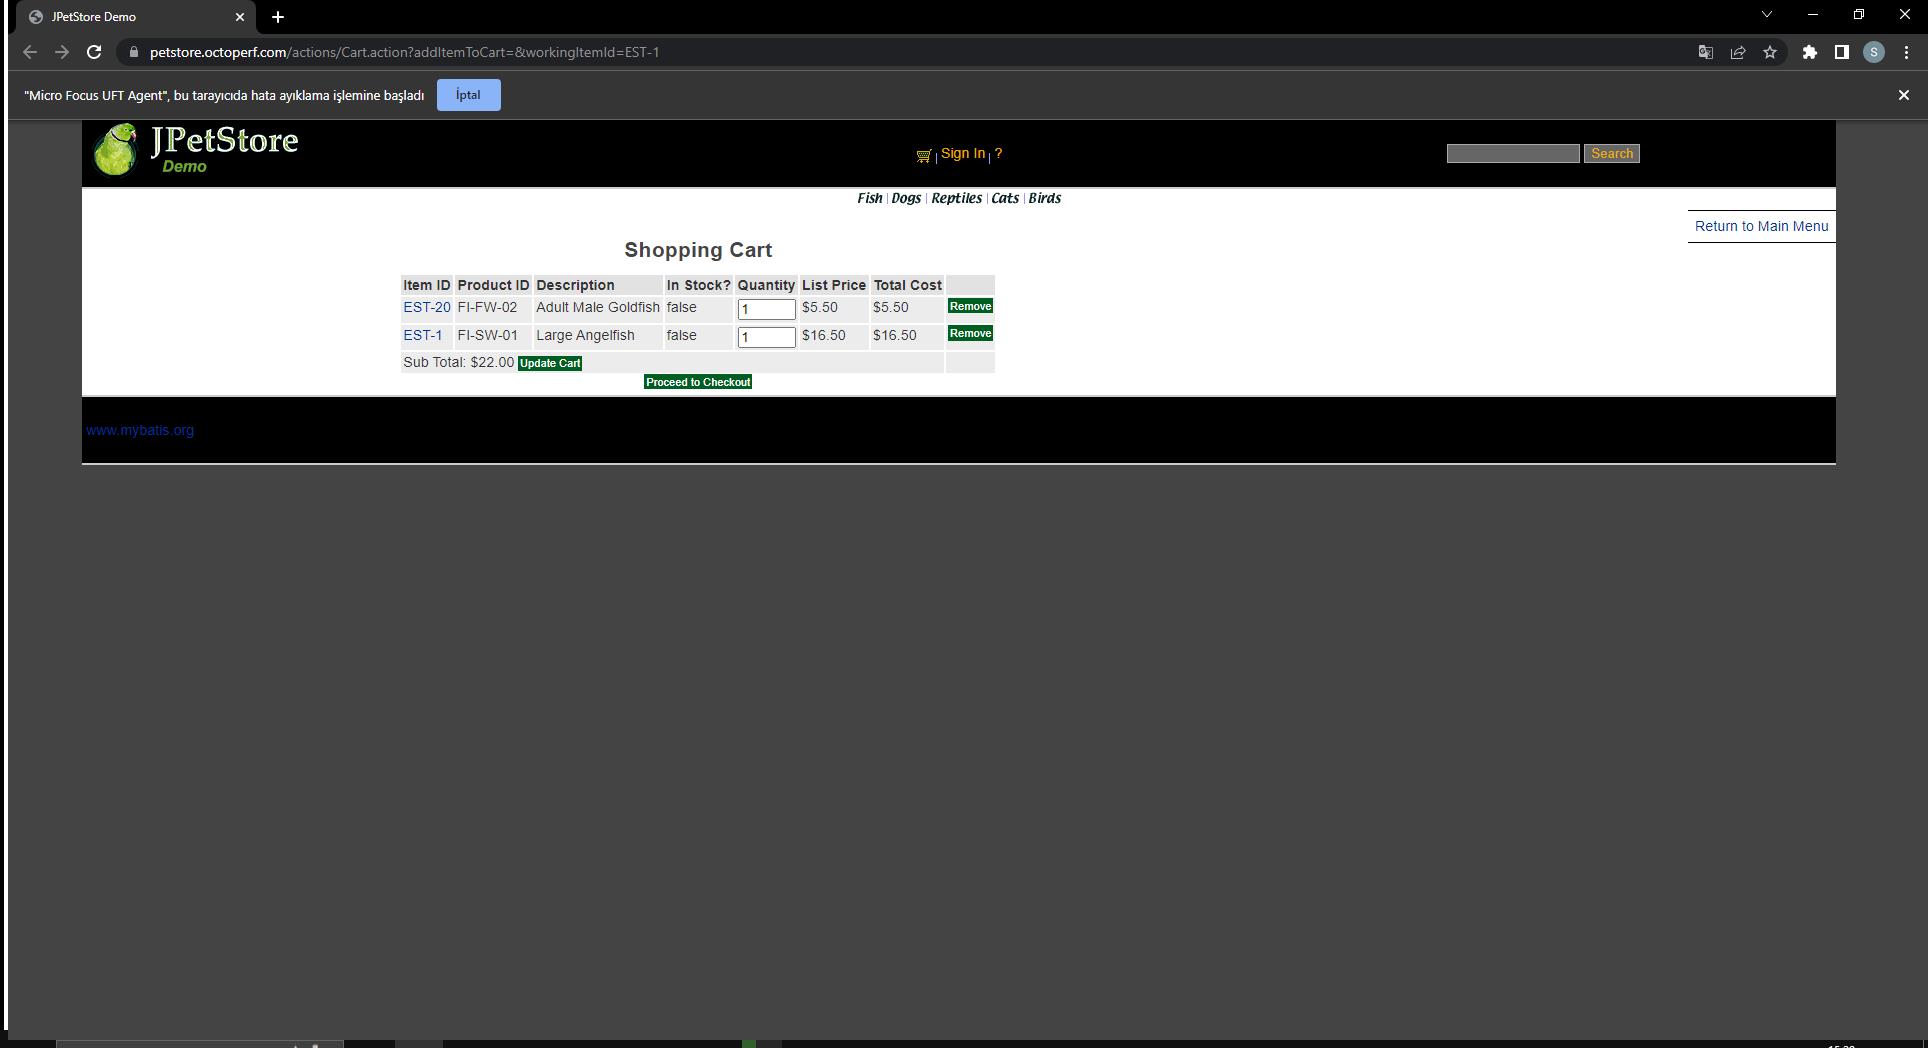 JPetStore Demo
petstore.octoperf.com/actions/Cart.action?addItemToCart=&workingItemId=EST-1
S
"Micro Focus UFT Agent", bu tarayıcıda hata ayıklama işlemine başladı İptal
JPetStore
Demo
Sign In | ? Search
Fish | Dogs | Reptiles | Cats | Birds
Return to Main Menu
Shopping Cart
Item ID Product ID Description In Stock? Quantity List Price Total Cost
EST-20 FI-FW-02 Adult Male Goldfish false 1 $5.50 $5.50 Remove
EST-1 FI-SW-01 Large Angelfish false 1 $16.50 $16.50 Remove
Sub Total: $22.00 Update Cart
Proceed to Checkout
www.mybatis.org